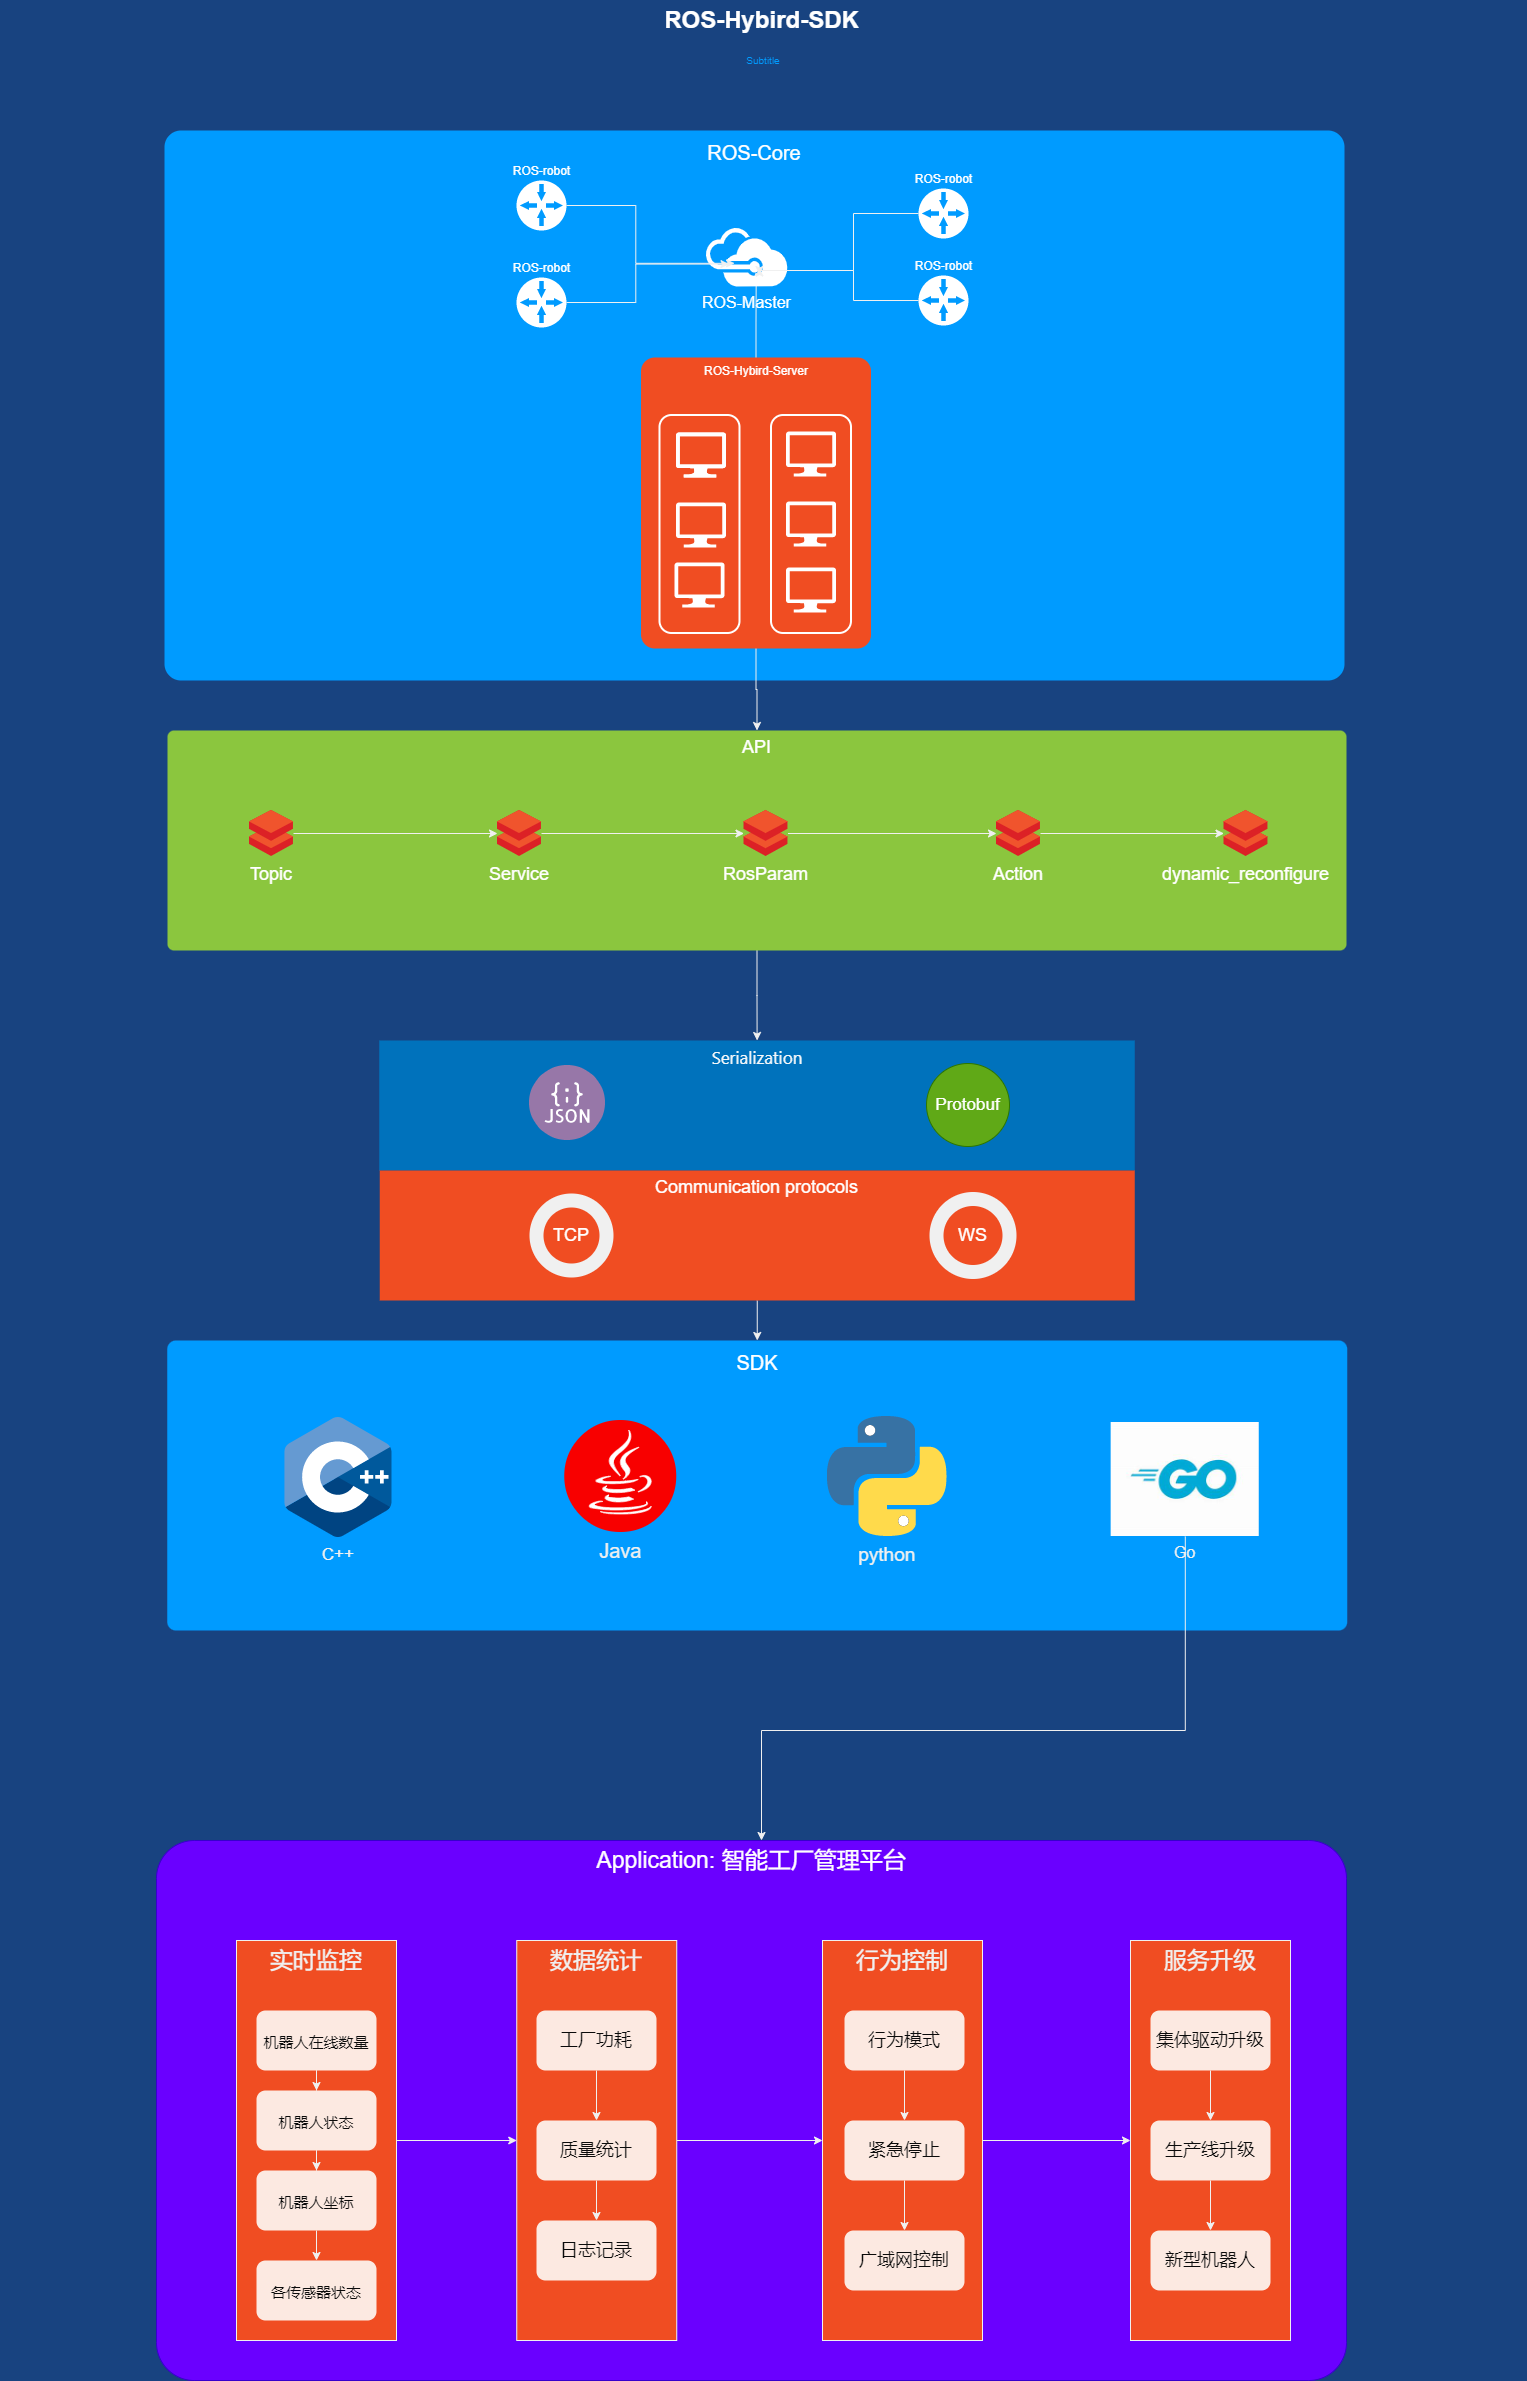 ROS-Hybird-SDK
Subtitle
ROS-Core
ROS-robot
ROS-robot
ROS-robot
ROS-robot
ROS-Master
ROS-Hybird-Server
API
Topic
Service
RosParam
Action
dynamic_reconfigure
Serialization
{;}
JSON
Protobuf
Communication protocols
TCP
WS
SDK
C++
GO
C++
Java
python
Go
Application: 智能工厂管理平台
实时监控
机器人在线数量
机器人状态
机器人坐标
各传感器状态
数据统计
工厂功耗
质量统计
日志记录
行为控制
行为模式
紧急停止
广域网控制
服务升级
集体驱动升级
生产线升级
新型机器人